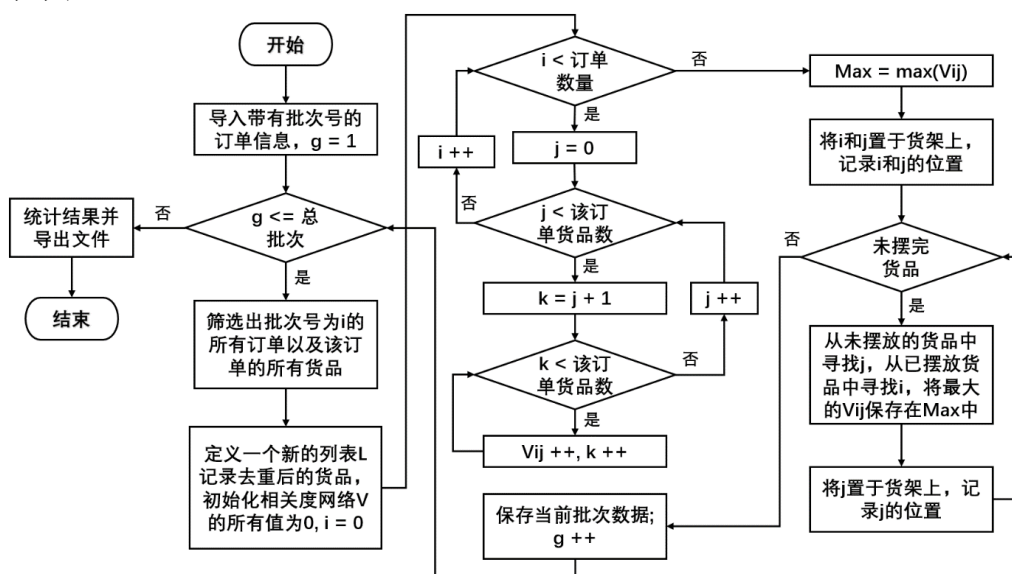 开始
导入带有批次号的
订单信息，g = 1
g <= 总
批次
否
统计结果并
导出文件
结束
是
筛选出批次号为i的
所有订单以及该订
单的所有货品
定义一个新的列表L
记录去重后的货品，
初始化相关度网络V
的所有值为0, i = 0
i < 订单
数量
否
是
i ++
j = 0
j < 该订
单货品数
否
是
k = j + 1
j ++
k < 该订
单货品数
否
是
Vij ++, k ++
保存当前批次数据;
g ++
Max = max(Vij)
将i和j置于货架上，
记录i和j的位置
未摆完
货品
否
是
从未摆放的货品中
寻找j，从已摆放货
品中寻找i，将最大
的Vij保存在Max中
将j置于货架上，记
录j的位置